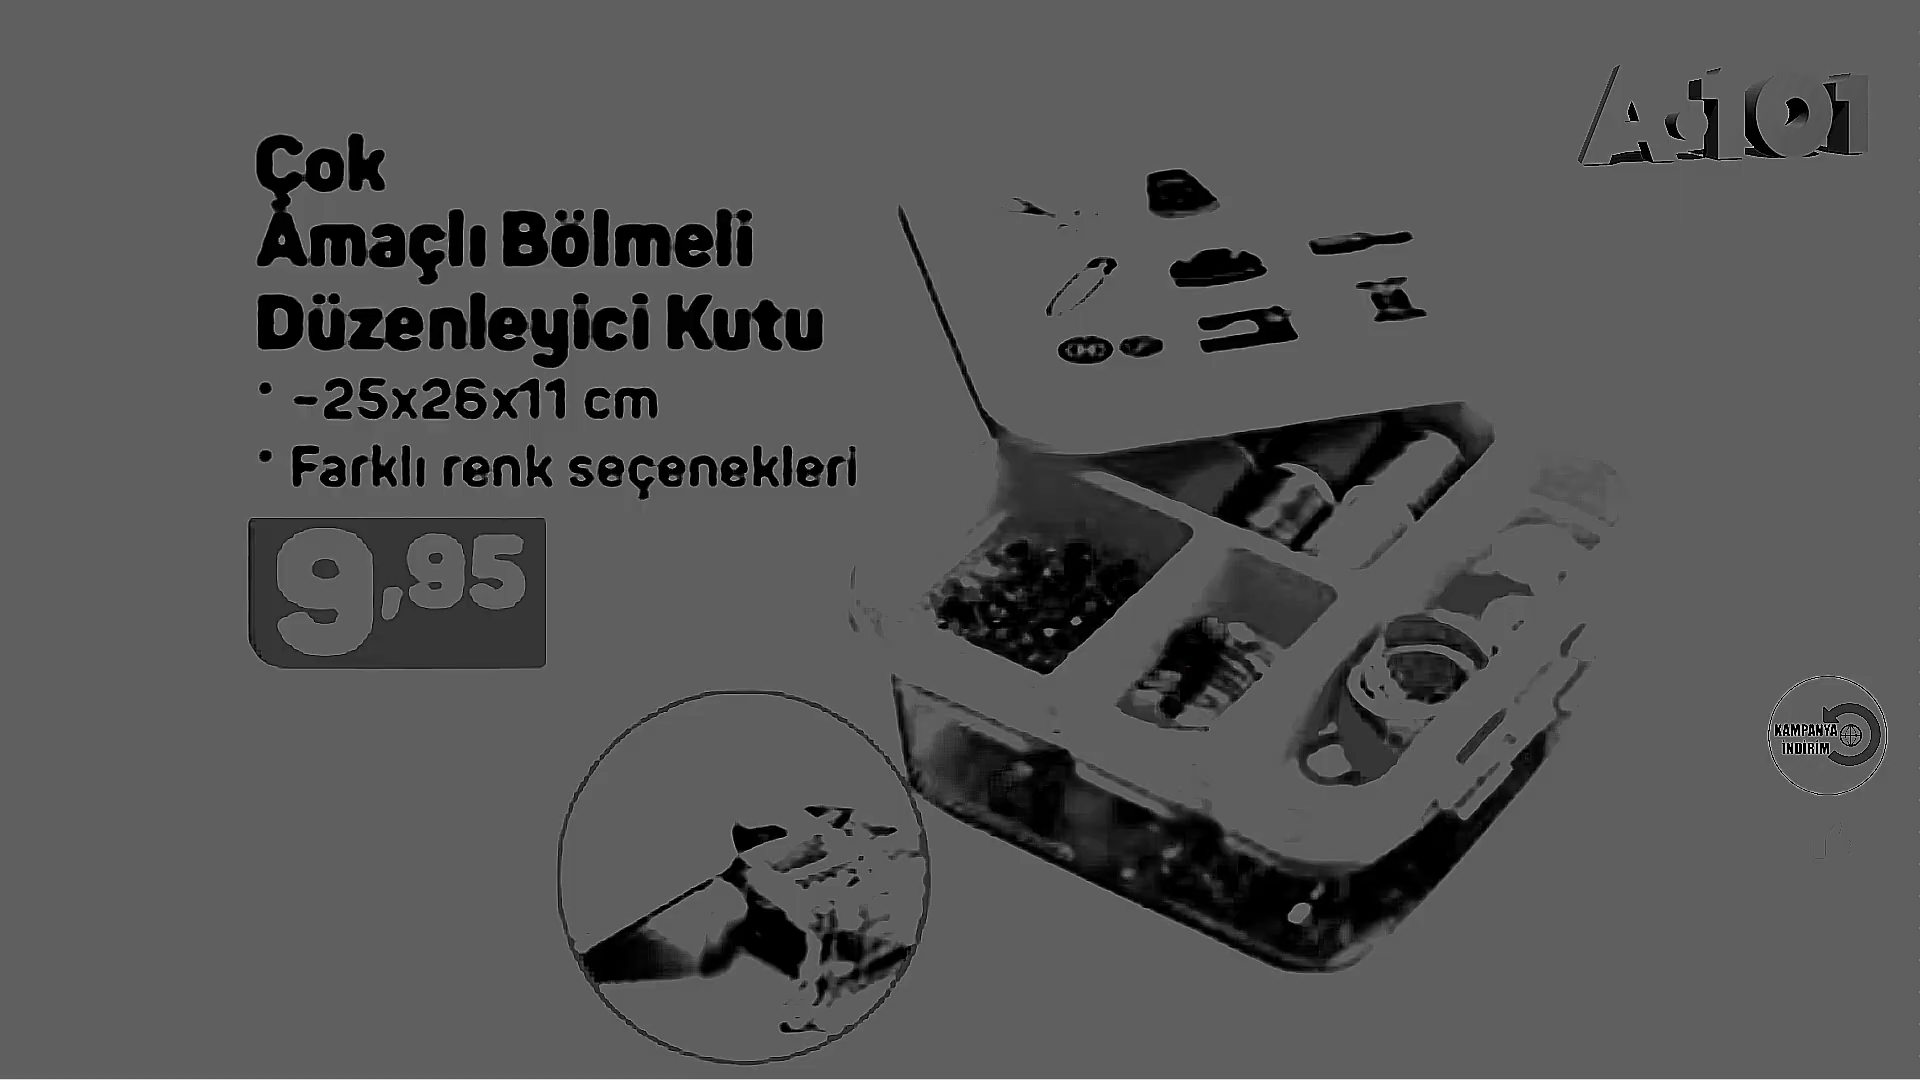 A101
Çok
Amaçlı Bölmeli
Düzenleyici Kutu
• -25x26x11 cm
• Farklı renk seçenekleri
9,95
KAMPANYA
İNDİRİM